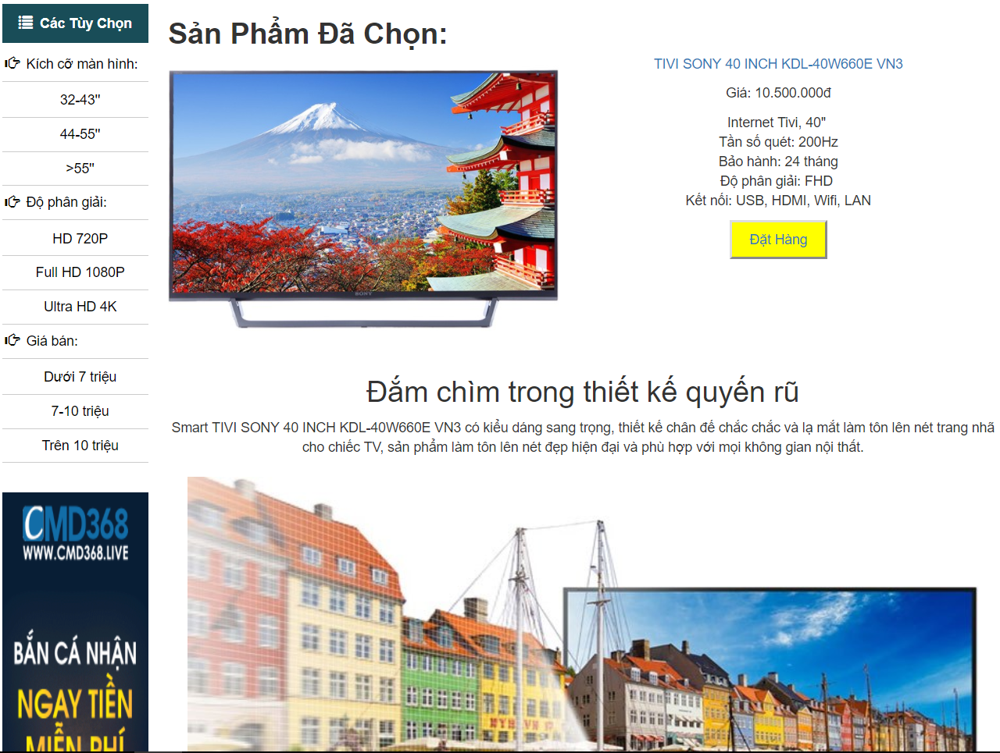 Các Tùy Chọn
Kích cỡ màn hình:
32-43"
44-55"
>55"
Độ phân giải:
HD 720P
Full HD 1080P
Ultra HD 4K
Giá bán:
Dưới 7 triệu
7-10 triệu
Trên 10 triệu
CMD368
WWW.CMD368.LIVE
BẮN CÁ NHẬN
NGAY TIỀN
MIỄN PHÍ
Sản Phẩm Đã Chọn:
SONY
TIVI SONY 40 INCH KDL-40W660E VN3
Giá: 10.500.000đ
Internet Tivi, 40"
Tần số quét: 200Hz
Bảo hành: 24 tháng
Độ phân giải: FHD
Kết nối: USB, HDMI, Wifi, LAN
Đặt Hàng
Đắm chìm trong thiết kế quyến rũ
Smart TIVI SONY 40 INCH KDL-40W660E VN3 có kiểu dáng sang trọng, thiết kế chân đế chắc chắc và lạ mắt làm tôn lên nét trang nhã
cho chiếc TV, sản phẩm làm tôn lên nét đẹp hiện đại và phù hợp với mọi không gian nội thất.